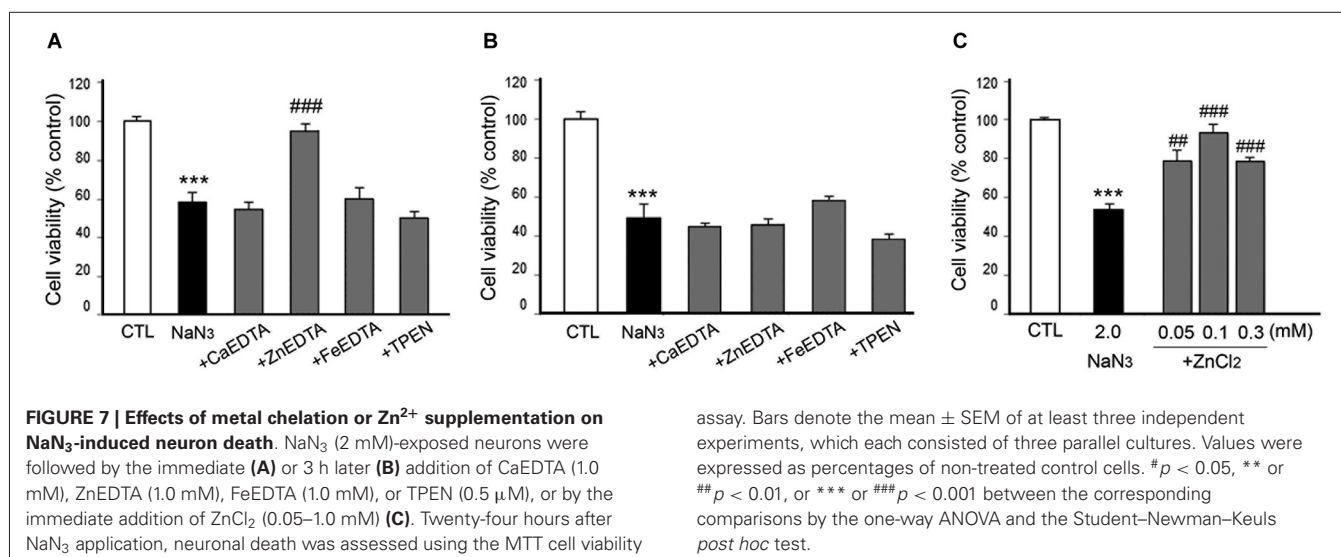 A
B
C
Cell viability (% control)
120
100
80
60
40
20
0
***
###
CTL
NaN3
+CaEDTA
+ZnEDTA
+FeEDTA
+TPEN
Cell viability (% control)
120
100
80
60
40
20
0
***
CTL
NaN3
+CaEDTA
+ZnEDTA
+FeEDTA
+TPEN
Cell viability (% control)
120
100
80
60
40
20
0
***
##
###
###
CTL
2.0
0.05 0.1 0.3 (mM)
NaN3
+ZnCl2
FIGURE 7 | Effects of metal chelation or Zn2+ supplementation on
NaN3-induced neuron death. NaN3 (2 mM)-exposed neurons were
followed by the immediate (A) or 3 h later (B) addition of CaEDTA (1.0
mM), ZnEDTA (1.0 mM), FeEDTA (1.0 mM), or TPEN (0.5 μM), or by the
immediate addition of ZnCl2 (0.05–1.0 mM) (C). Twenty-four hours after
NaN3 application, neuronal death was assessed using the MTT cell viability
assay. Bars denote the mean ± SEM of at least three independent
experiments, which each consisted of three parallel cultures. Values were
expressed as percentages of non-treated control cells. #p < 0.05, ** or
##p < 0.01, or *** or ###p < 0.001 between the corresponding
comparisons by the one-way ANOVA and the Student–Newman–Keuls
post hoc test.